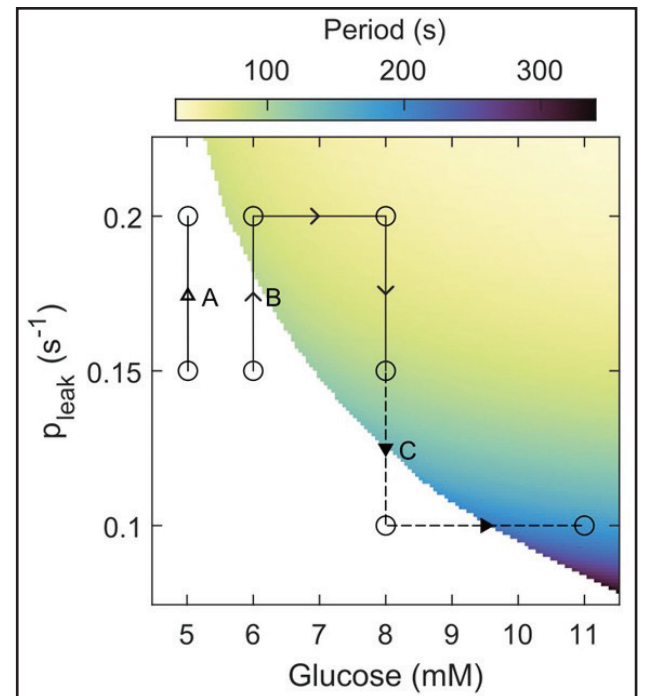 Period (s)
100 200 300
0.2
A B
0.15
p_leak (s^-1)
C
0.1
5 6 7 8 9 10 11
Glucose (mM)